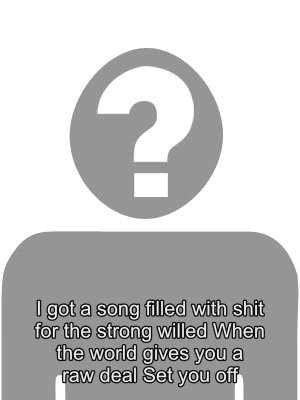 ?
I got a song filled with shit
for the strong willed When
the world gives you a
raw deal Set you off